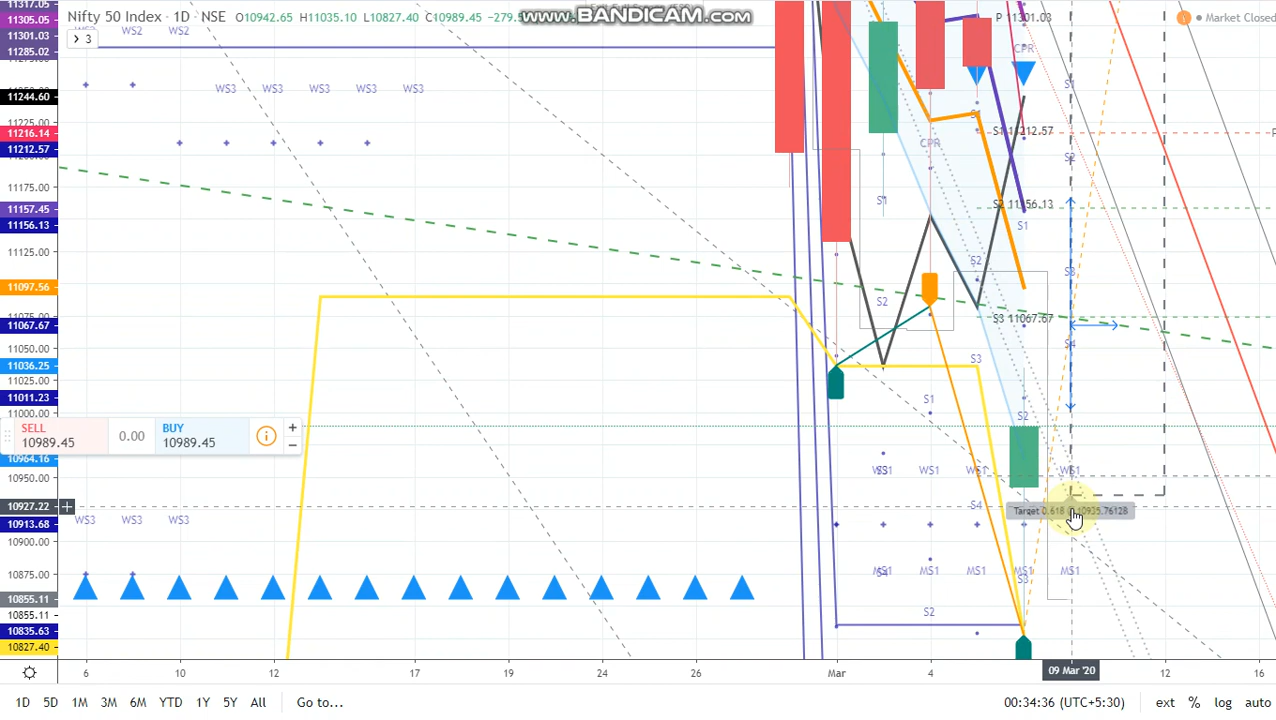 Nifty 50 Index · 1D · NSE O10942.65 H11035.10 L10827.40 C10989.45 -279.
www.BANDICAM.com
Market Closed
> 3
11317.05
11305.05
11301.03
11285.02
11244.60
11216.14
11212.57
11175.00
11157.45
11156.13
11125.00
11097.56
11067.67
11050.00
11036.25
11025.00
11011.23
11000.00
10964.16
10950.00
10927.22
10913.68
10900.00
10875.00
10855.11
10855.11
10835.63
10827.40
WS2 WS2
WS3 WS3 WS3 WS3 WS3
P 11301.03
CPR
S1
S1 11212.57
CPR
S2
S1
S2 11156.13
S1
S2
S3
S2
S3 11067.67
S4
S3
S1
S2
SELL
10989.45
0.00
BUY
10989.45
+
−
WS1 WS1 WS1 WS1
S4
Target 0.618 @ 10935.76128
WS3 WS3 WS3
MS1 MS1 MS1 MS1 MS1
S3
S2
6 10 12 17 19 24 26 Mar 4 09 Mar '20 12 16
1D 5D 1M 3M 6M YTD 1Y 5Y All Go to... 00:34:36 (UTC+5:30) ext % log auto